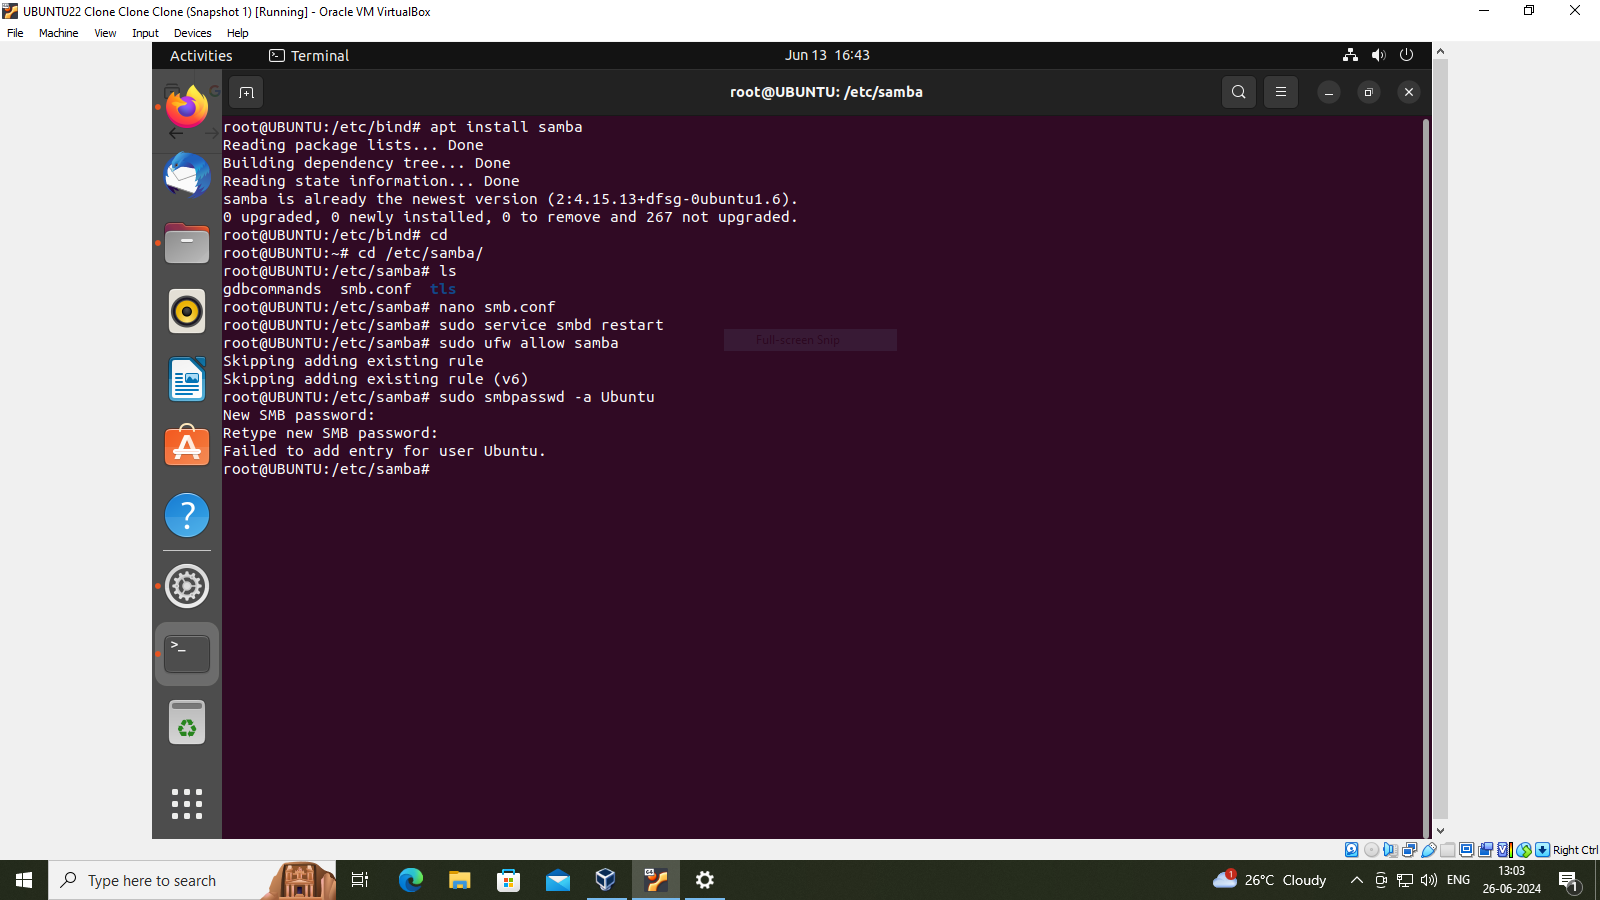 UBUNTU22 Clone Clone Clone (Snapshot 1) [Running] - Oracle VM VirtualBox
File Machine View Input Devices Help
Activities Terminal Jun 13 16:43
root@UBUNTU: /etc/samba
root@UBUNTU:/etc/bind# apt install samba
Reading package lists... Done
Building dependency tree... Done
Reading state information... Done
samba is already the newest version (2:4.15.13+dfsg-0ubuntu1.6).
0 upgraded, 0 newly installed, 0 to remove and 267 not upgraded.
root@UBUNTU:/etc/bind# cd
root@UBUNTU:~# cd /etc/samba/
root@UBUNTU:/etc/samba# ls
gdbcommands smb.conf tls
root@UBUNTU:/etc/samba# nano smb.conf
root@UBUNTU:/etc/samba# sudo service smbd restart
Full-screen Snip
root@UBUNTU:/etc/samba# sudo ufw allow samba
Skipping adding existing rule
Skipping adding existing rule (v6)
root@UBUNTU:/etc/samba# sudo smbpasswd -a Ubuntu
New SMB password:
Retype new SMB password:
Failed to add entry for user Ubuntu.
root@UBUNTU:/etc/samba#
Right Ctrl
Type here to search
1 26°C Cloudy ENG
13:03
26-06-2024
1